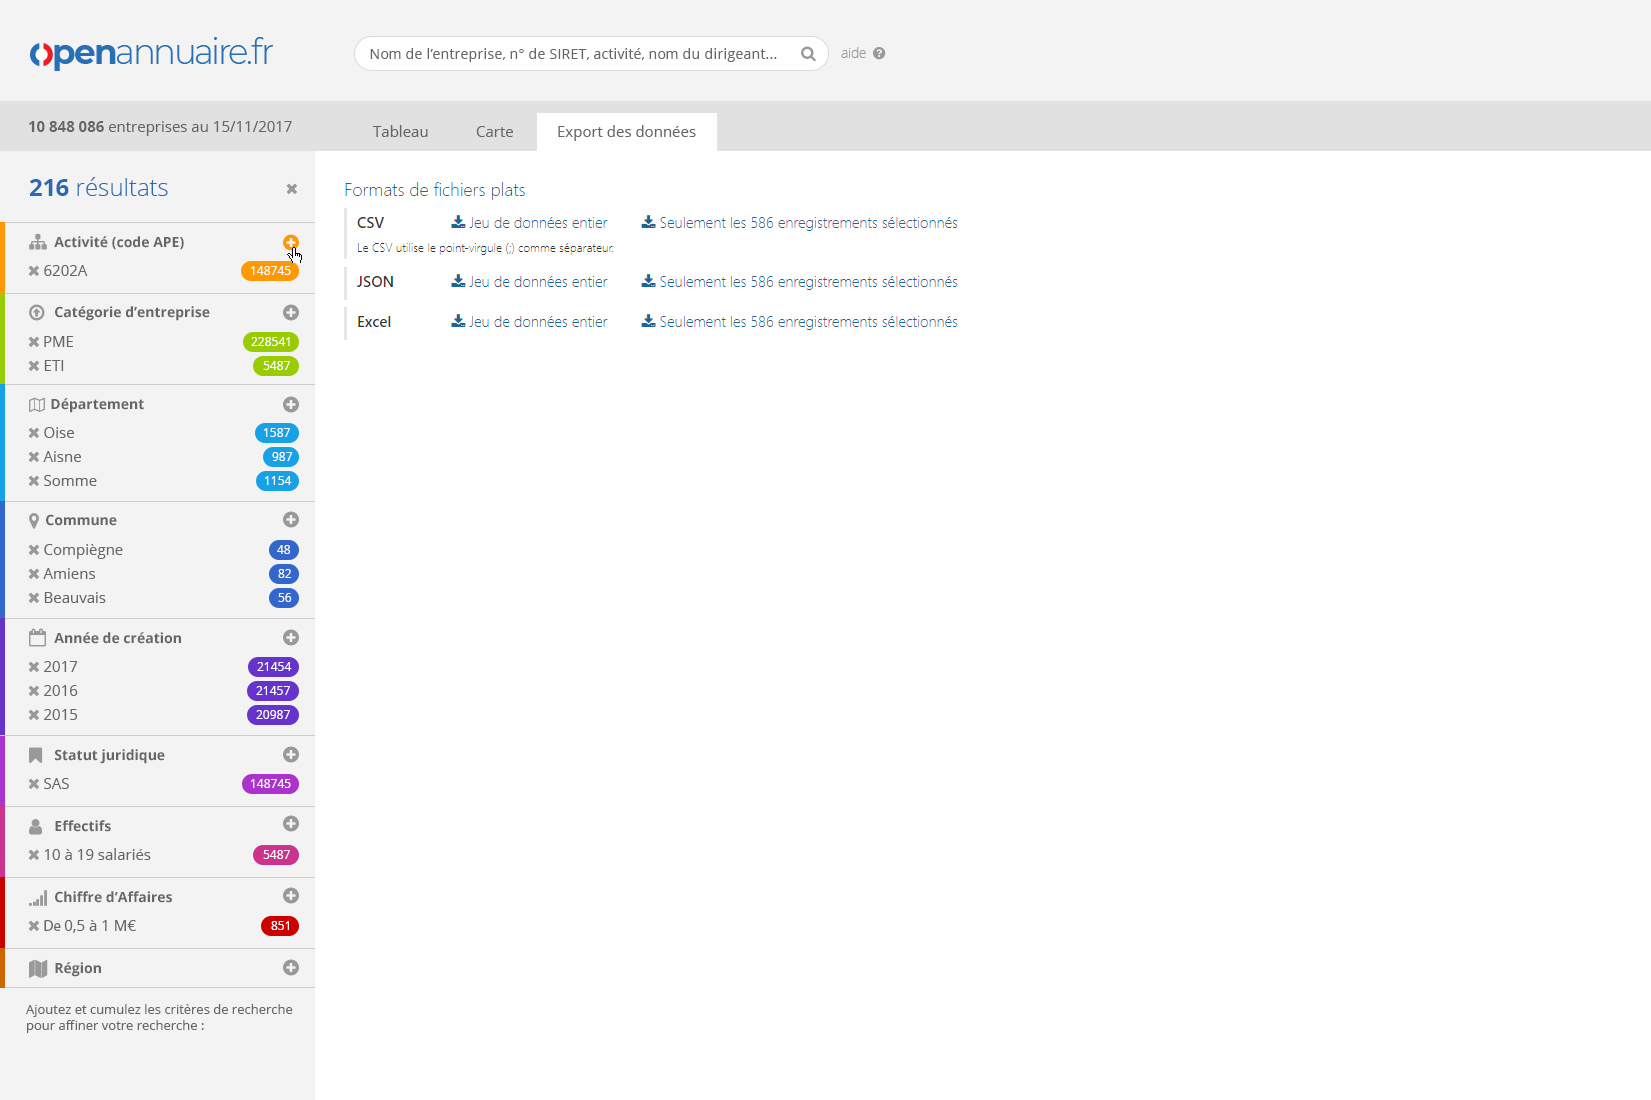 openannuaire.fr
Nom de l’entreprise, n° de SIRET, activité, nom du dirigeant...
aide
10 848 086 entreprises au 15/11/2017
Tableau
Carte
Export des données
216 résultats
Activité (code APE)
6202A
148745
Catégorie d’entreprise
PME
228541
ETI
5487
Département
Oise
1587
Aisne
987
Somme
1154
Commune
Compiègne
48
Amiens
82
Beauvais
56
Année de création
2017
21454
2016
21457
2015
20987
Statut juridique
SAS
148745
Effectifs
10 à 19 salariés
5487
Chiffre d’Affaires
De 0,5 à 1 M€
851
Région
Ajoutez et cumulez les critères de recherche
pour affiner votre recherche :
Formats de fichiers plats
CSV
Jeu de données entier
Seulement les 586 enregistrements sélectionnés
Le CSV utilise le point-virgule (;) comme séparateur.
JSON
Jeu de données entier
Seulement les 586 enregistrements sélectionnés
Excel
Jeu de données entier
Seulement les 586 enregistrements sélectionnés